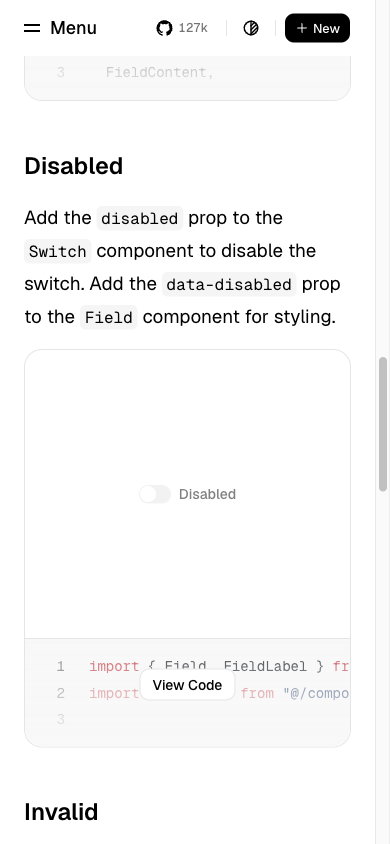 Menu 127k + New
3 FieldContent,
Disabled
Add the disabled prop to the
Switch component to disable the
switch. Add the data-disabled prop
to the Field component for styling.
Disabled
1 import { Field, FieldLabel } fr
2 import from "@/compo
View Code
3
Invalid